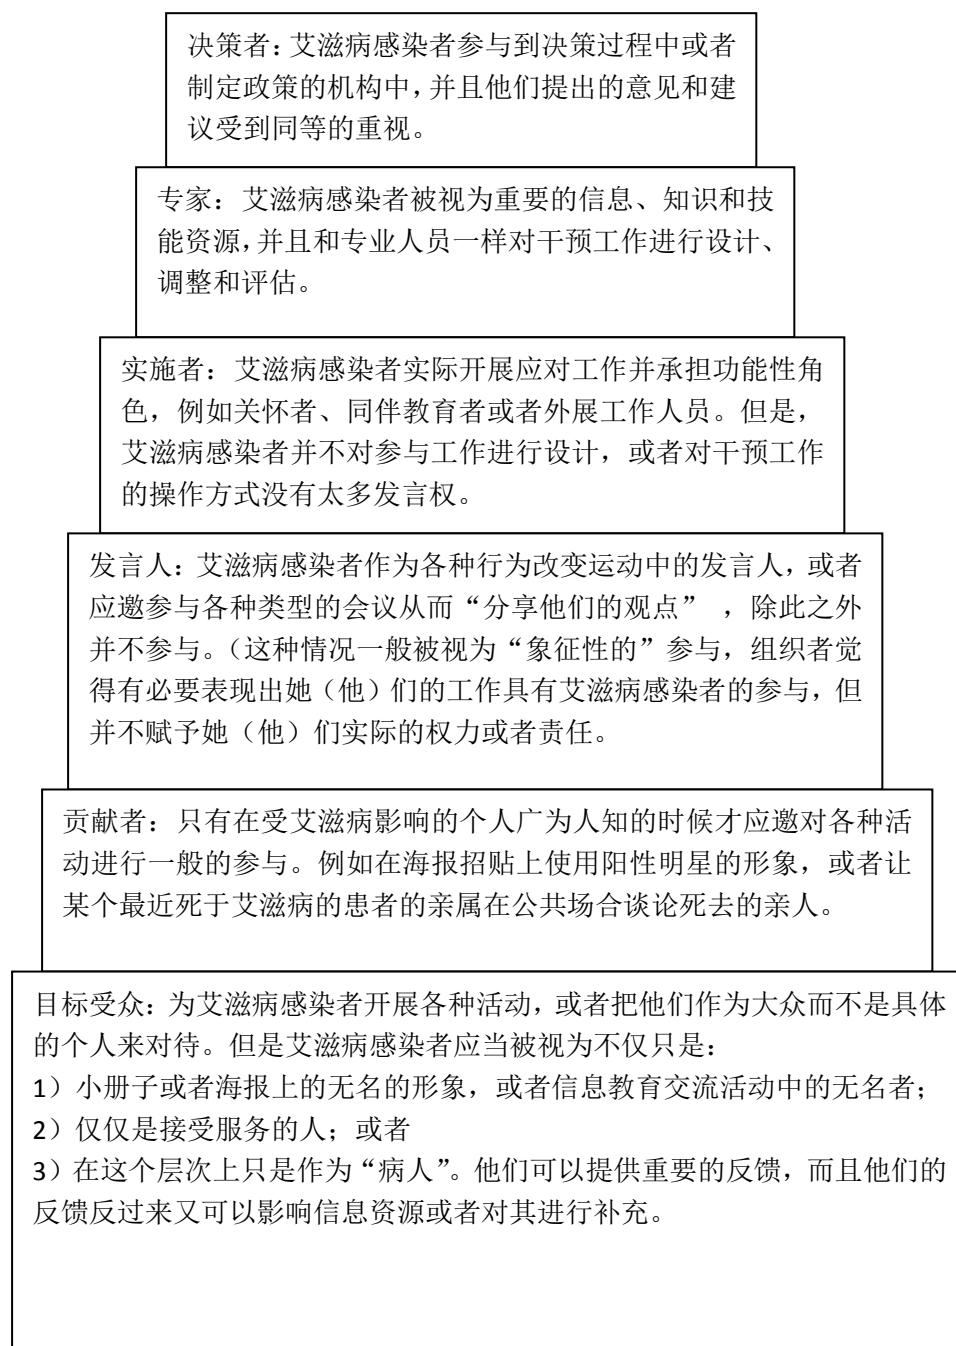 决策者：艾滋病感染者参与到决策过程中或者
制定政策的机构中，并且他们提出的意见和建
议受到同等的重视。
专家：艾滋病感染者被视为重要的信息、知识和技
能资源，并且和专业人员一样对干预工作进行设计、
调整和评估。
实施者：艾滋病感染者实际开展应对工作并承担功能性角
色，例如关怀者、同伴教育者或者外展工作人员。但是，
艾滋病感染者并不对参与工作进行设计，或者对干预工作
的操作方式没有太多发言权。
发言人：艾滋病感染者作为各种行为改变运动中的发言人，或者
应邀参与各种类型的会议从而“分享他们的观点” ，除此之外
并不参与。（这种情况一般被视为“象征性的”参与，组织者觉
得有必要表现出她（他）们的工作具有艾滋病感染者的参与，但
并不赋予她（他）们实际的权力或者责任。
贡献者：只有在受艾滋病影响的个人广为人知的时候才应邀对各种活
动进行一般的参与。例如在海报招贴上使用阳性明星的形象，或者让
某个最近死于艾滋病的患者的亲属在公共场合谈论死去的亲人。
目标受众：为艾滋病感染者开展各种活动，或者把他们作为大众而不是具体
的个人来对待。但是艾滋病感染者应当被视为不仅只是：
1）小册子或者海报上的无名的形象，或者信息教育交流活动中的无名者；
2）仅仅是接受服务的人；或者
3）在这个层次上只是作为“病人”。他们可以提供重要的反馈，而且他们的
反馈反过来又可以影响信息资源或者对其进行补充。